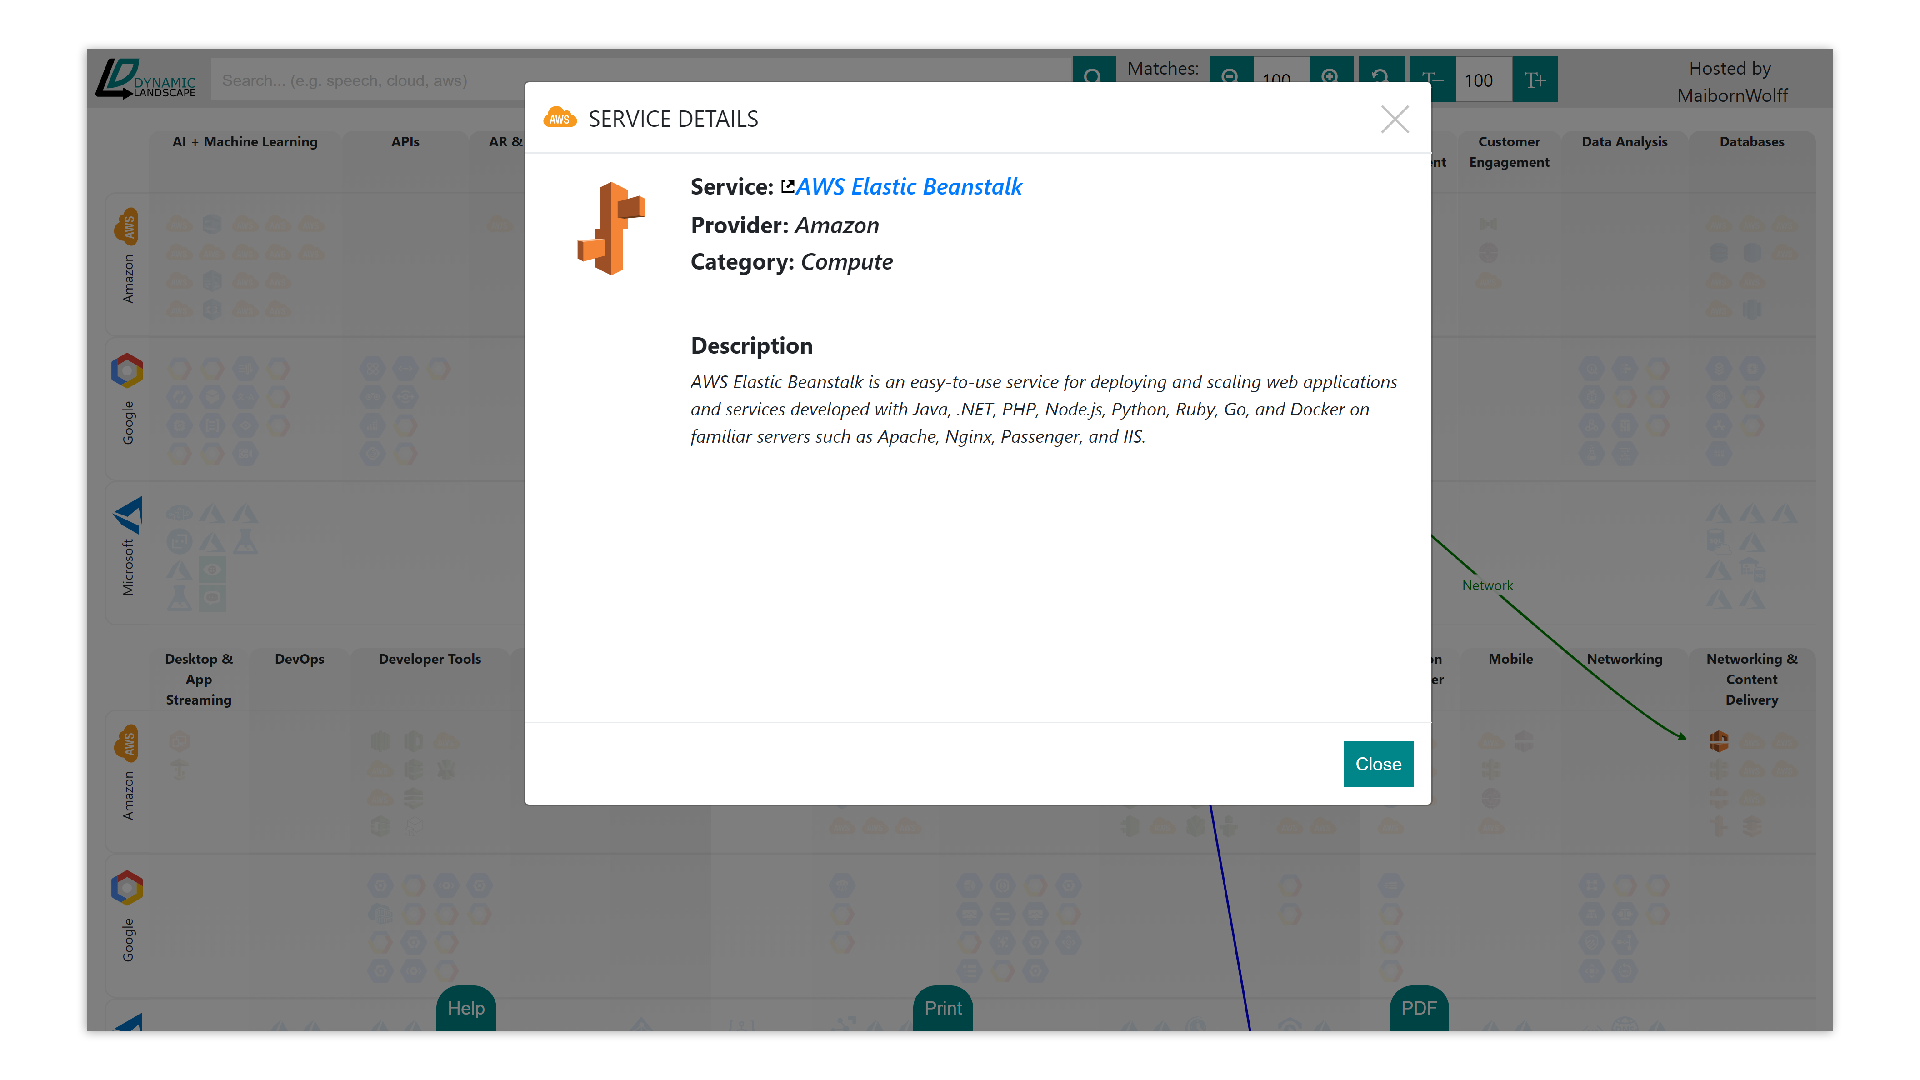 DYNAMIC
LANDSCAPE
Search... (e.g. speech, cloud, aws)
Matches:
100
100
Hosted by
MaibornWolff
AWS
SERVICE DETAILS
Service: AWS Elastic Beanstalk
Provider: Amazon
Category: Compute
Description
AWS Elastic Beanstalk is an easy-to-use service for deploying and scaling web applications
and services developed with Java, .NET, PHP, Node.js, Python, Ruby, Go, and Docker on
familiar servers such as Apache, Nginx, Passenger, and IIS.
Close
AI + Machine Learning
APIs
AR &
Customer
Engagement
Data Analysis
Databases
AWS
Amazon
Google
Microsoft
Network
Desktop &
App
Streaming
DevOps
Developer Tools
Mobile
Networking
Networking &
Content
Delivery
AWS
Amazon
Google
Help
Print
PDF